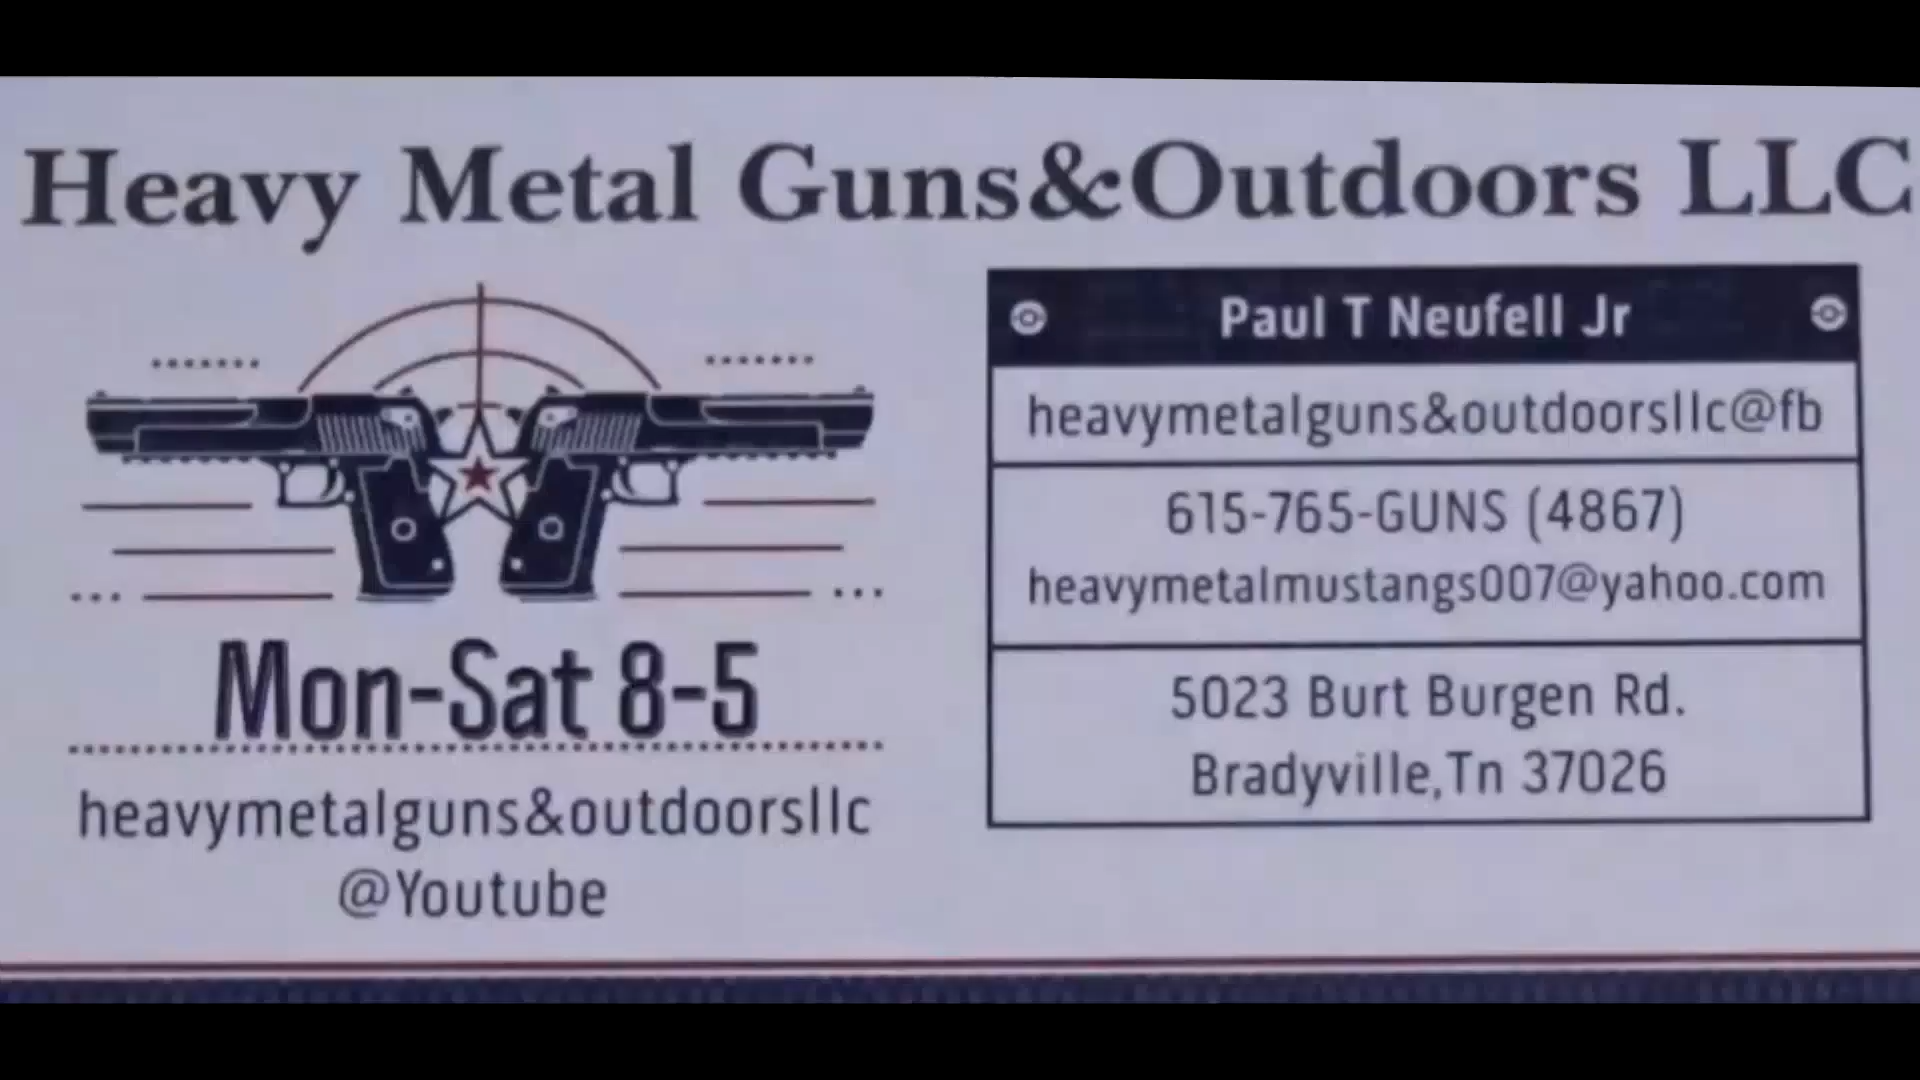 Heavy Metal Guns&Outdoors LLC
Mon-Sat 8-5
heavymetalguns&outdoorsllc
@Youtube
Paul T Neufell Jr
heavymetalguns&outdoorsllc@fb
615-765-GUNS (4867)
heavymetalmustangs007@yahoo.com
5023 Burt Burgen Rd.
Bradyville,Tn 37026